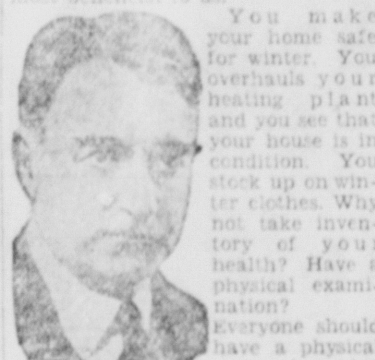 You make
your home safe
for winter. You
overhauls your
heating plant
and you see that
your house is in
condition. You
stock up on win-
ter clothes. Why
not take inven-
tory of your
health? Have a
physical exami-
nation?
Everyone should
have a physica